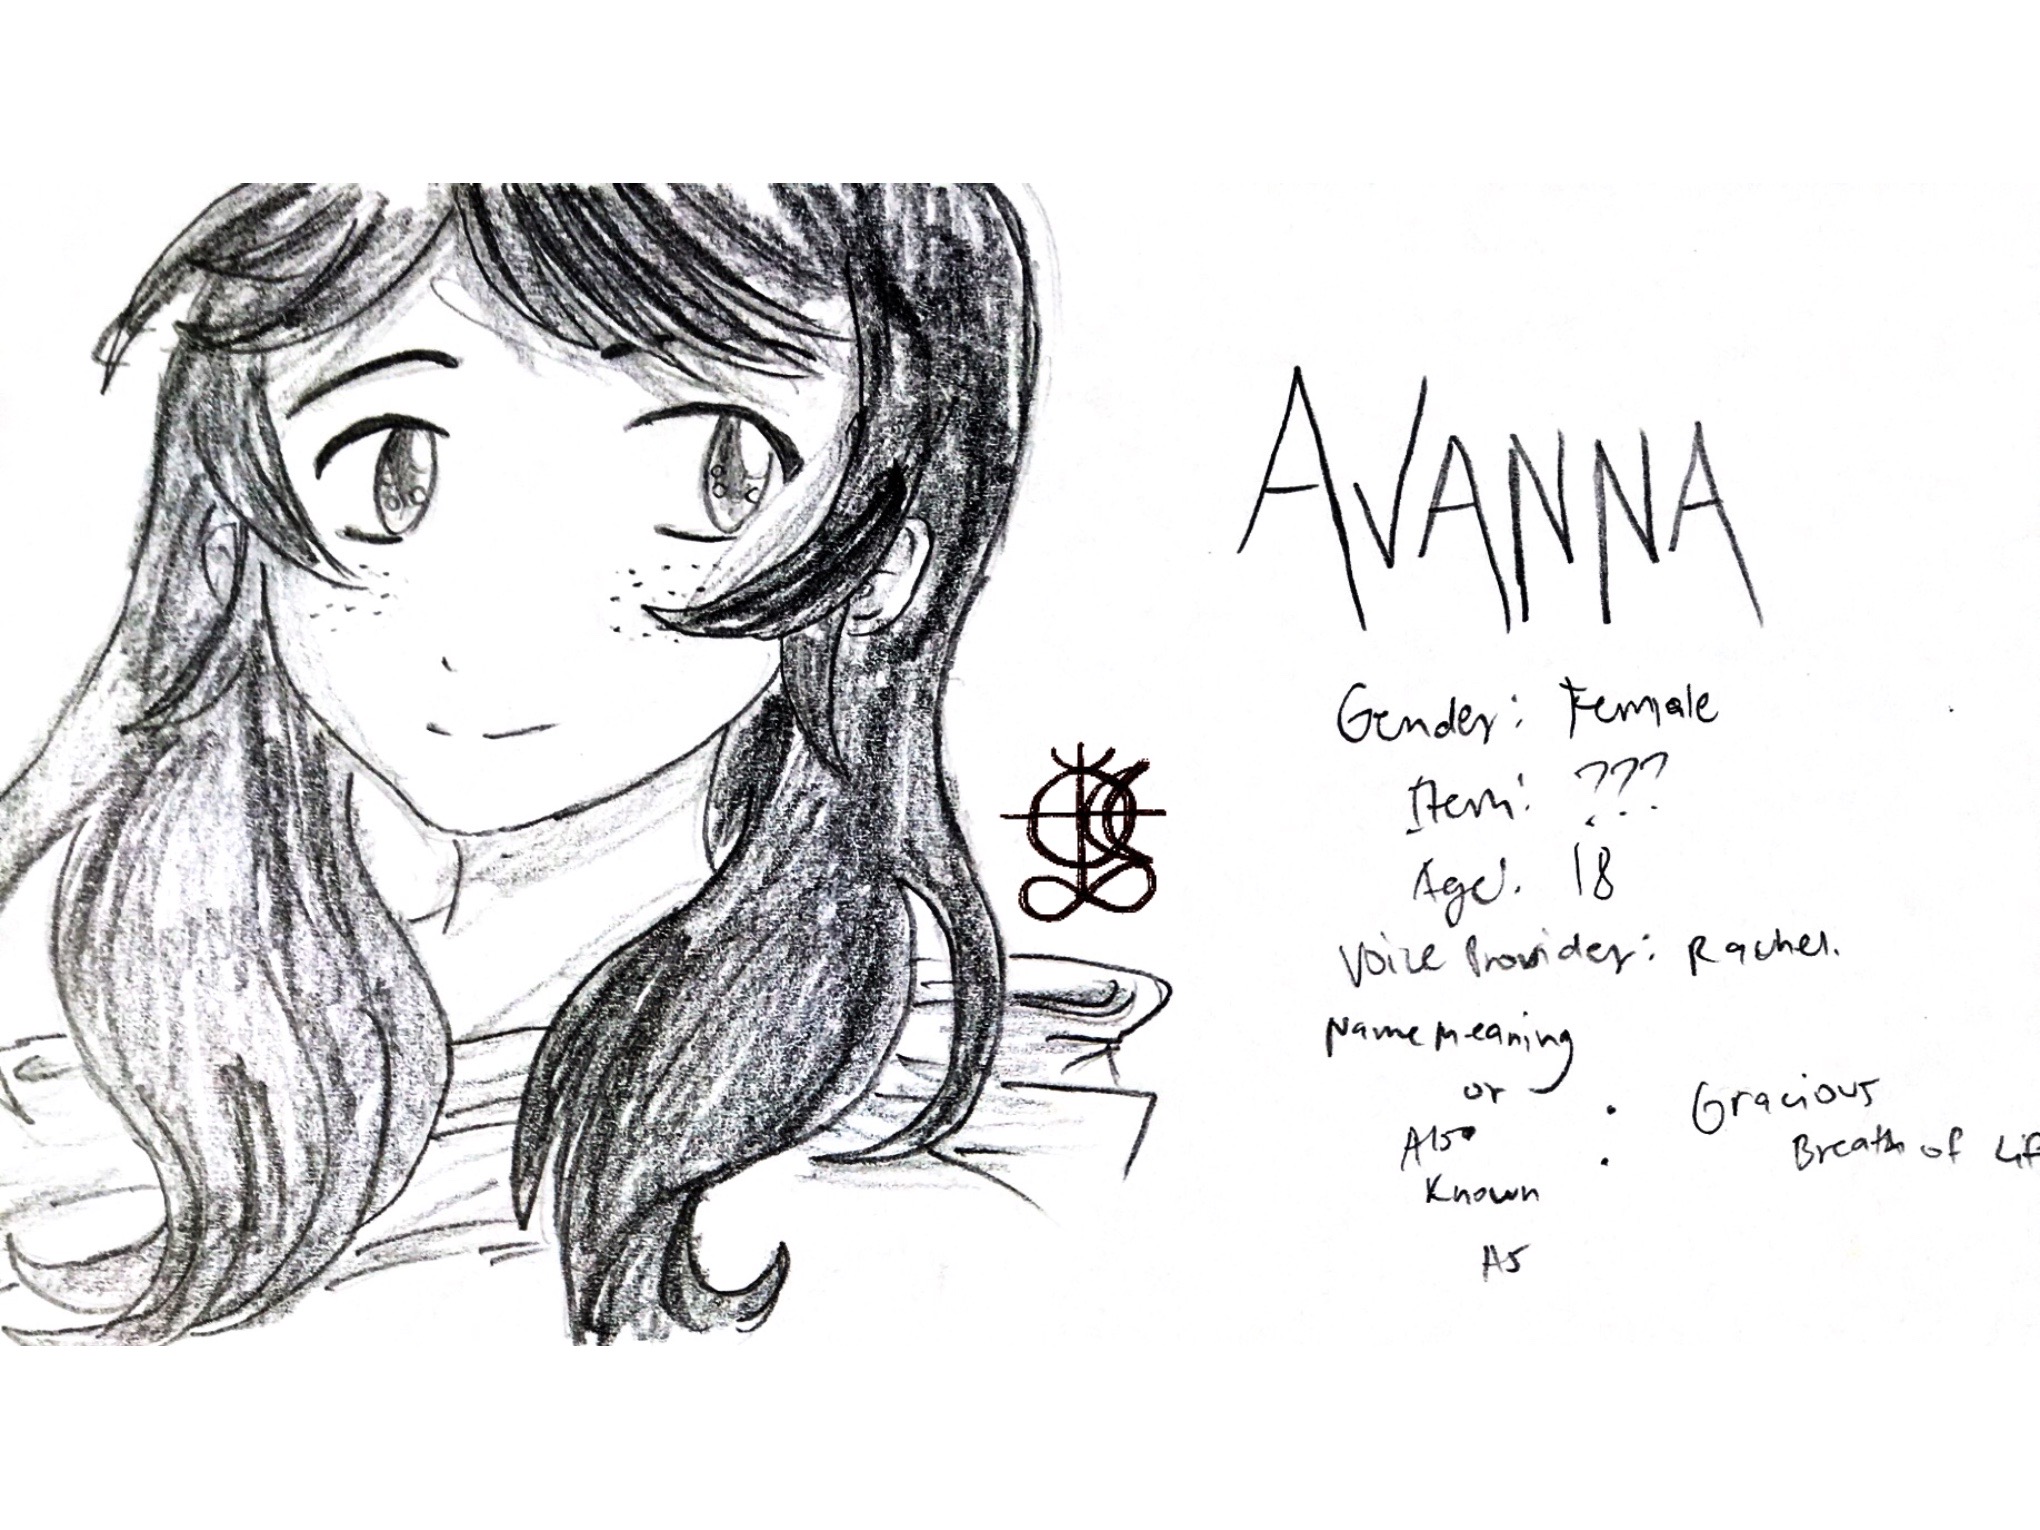 AVANNA
Gender: Female
Item: ???
Age: 18
Voice Provider: Rachel.
Name Meaning
or
Also
Known
As
: Gracious
: Breath of Lif